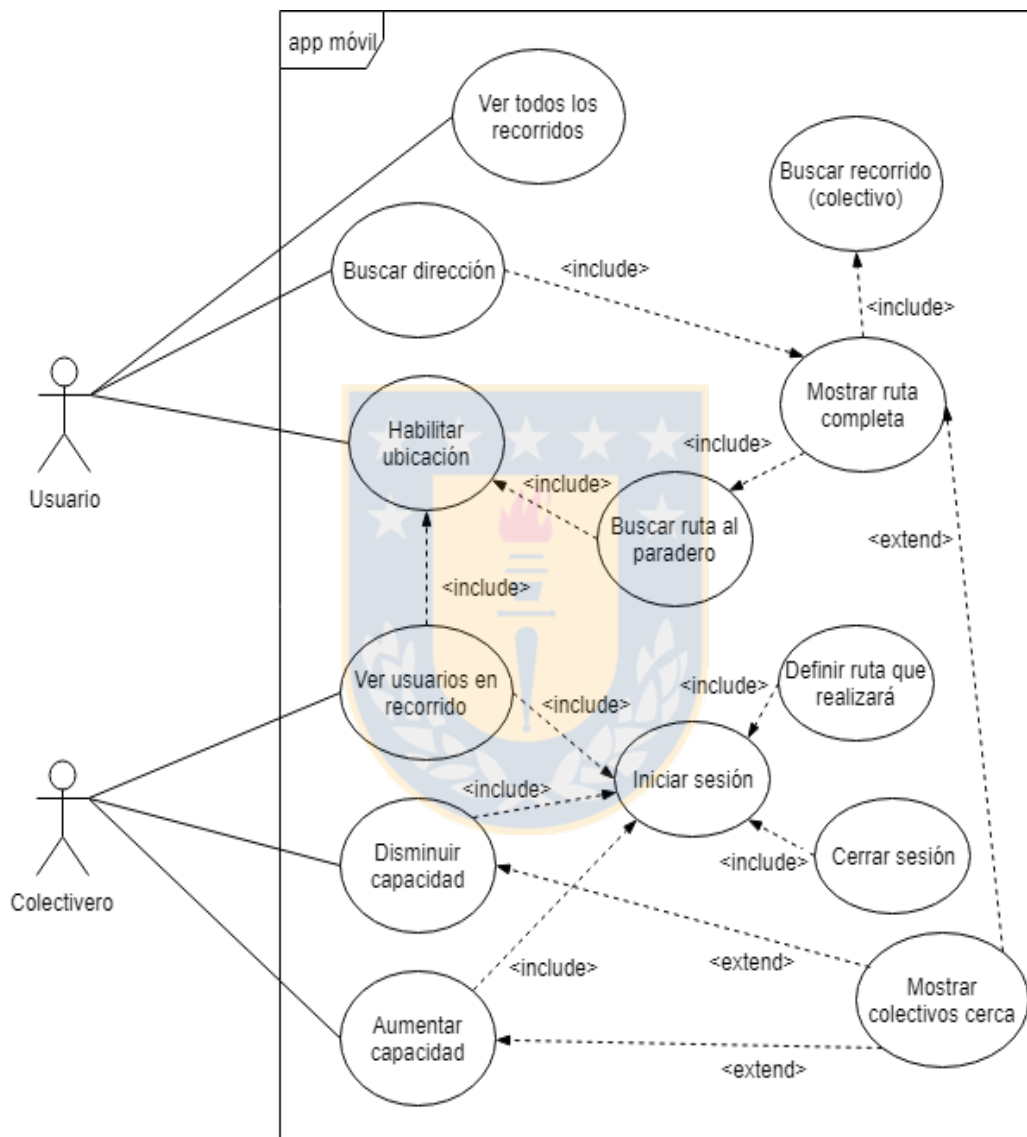 app móvil
Ver todos los
recorridos
Buscar recorrido
(colectivo)
Buscar dirección
<include>
<include>
Mostrar ruta
completa
Habilitar
ubicación
<include>
<include>
Usuario
Buscar ruta al
paradero
<extend>
<include>
Ver usuarios en
recorrido
<include>
<include>
Definir ruta que
realizará
Iniciar sesión
<include>
Disminuir
capacidad
<include>
Cerrar sesión
Colectivero
<include>
<extend>
Mostrar
colectivos cerca
Aumentar
capacidad
<extend>